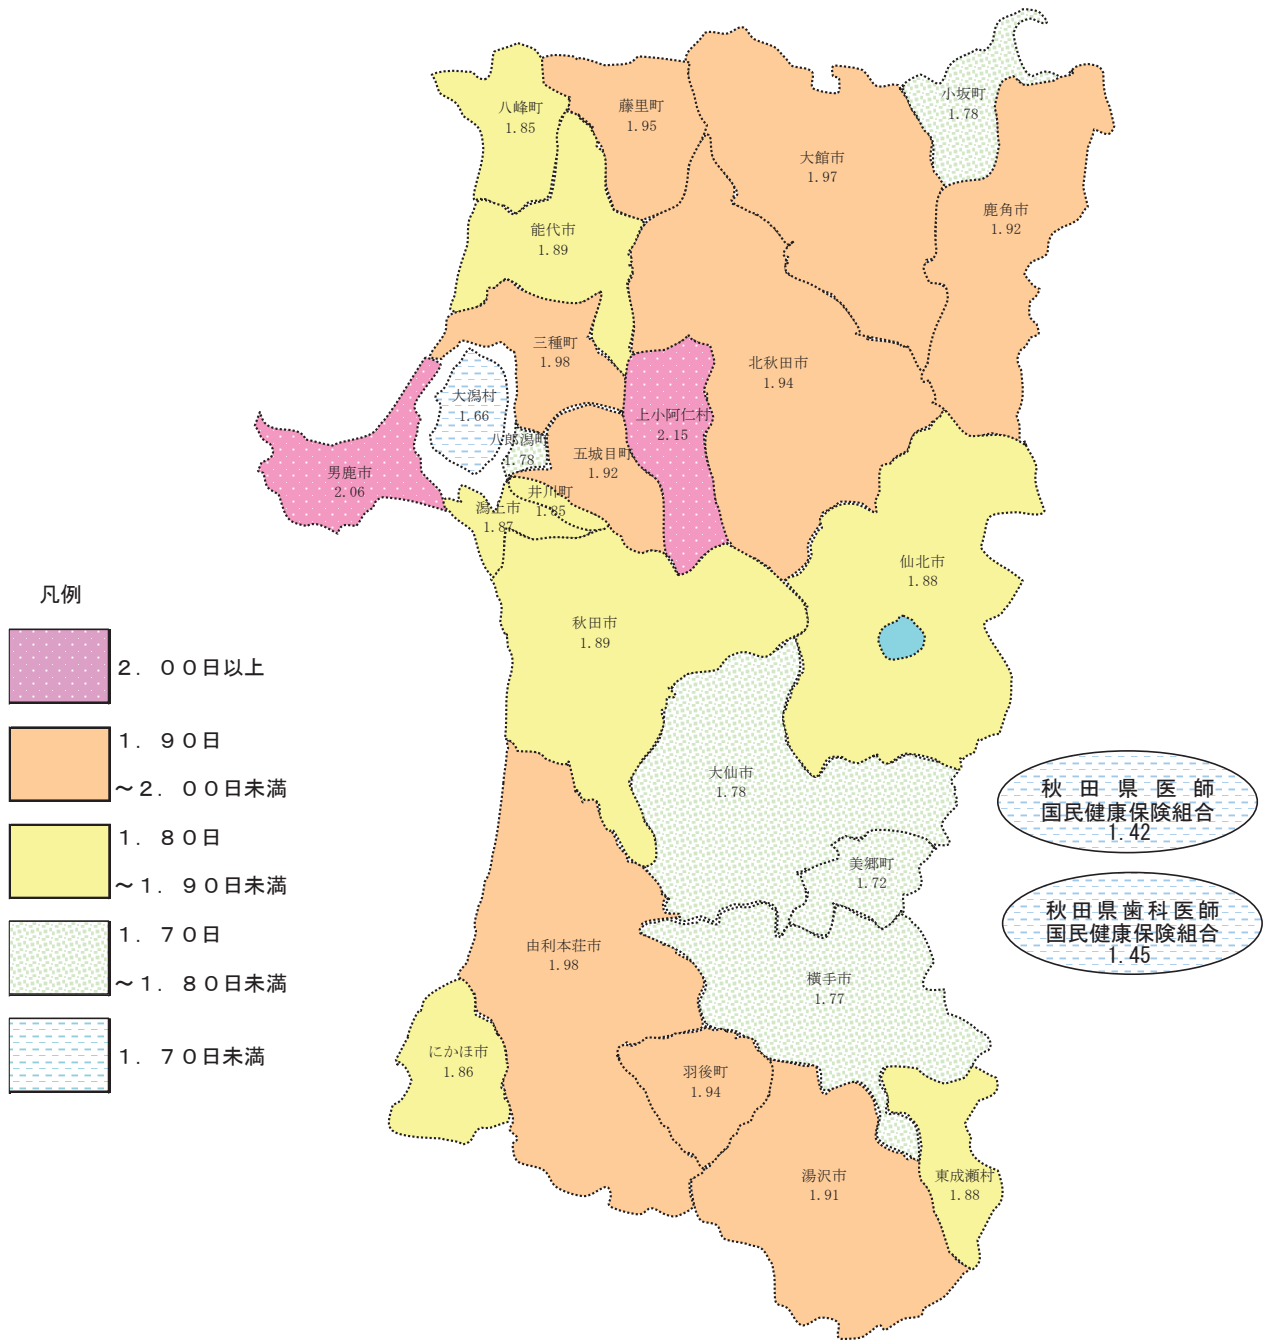 小坂町
1.78
八峰町
1.85
藤里町
1.95
大館市
1.97
鹿角市
1.92
能代市
1.89
三種町
1.98
北秋田市
1.94
大潟村
1.66
上小阿仁村
2.15
八郎潟町
1.78
五城目町
1.92
男鹿市
2.06
井川町
1.85
潟上市
1.87
仙北市
1.88
秋田市
1.89
凡例
2．００日以上
1．９０日
～2．００日未満
1．８０日
～1．９０日未満
1．７０日
～1．８０日未満
1．７０日未満
大仙市
1.78
秋田県医師
国民健康保険組合
1.42
美郷町
1.72
秋田県歯科医師
国民健康保険組合
1.45
由利本荘市
1.98
横手市
1.77
にかほ市
1.86
羽後町
1.94
湯沢市
1.91
東成瀬村
1.88